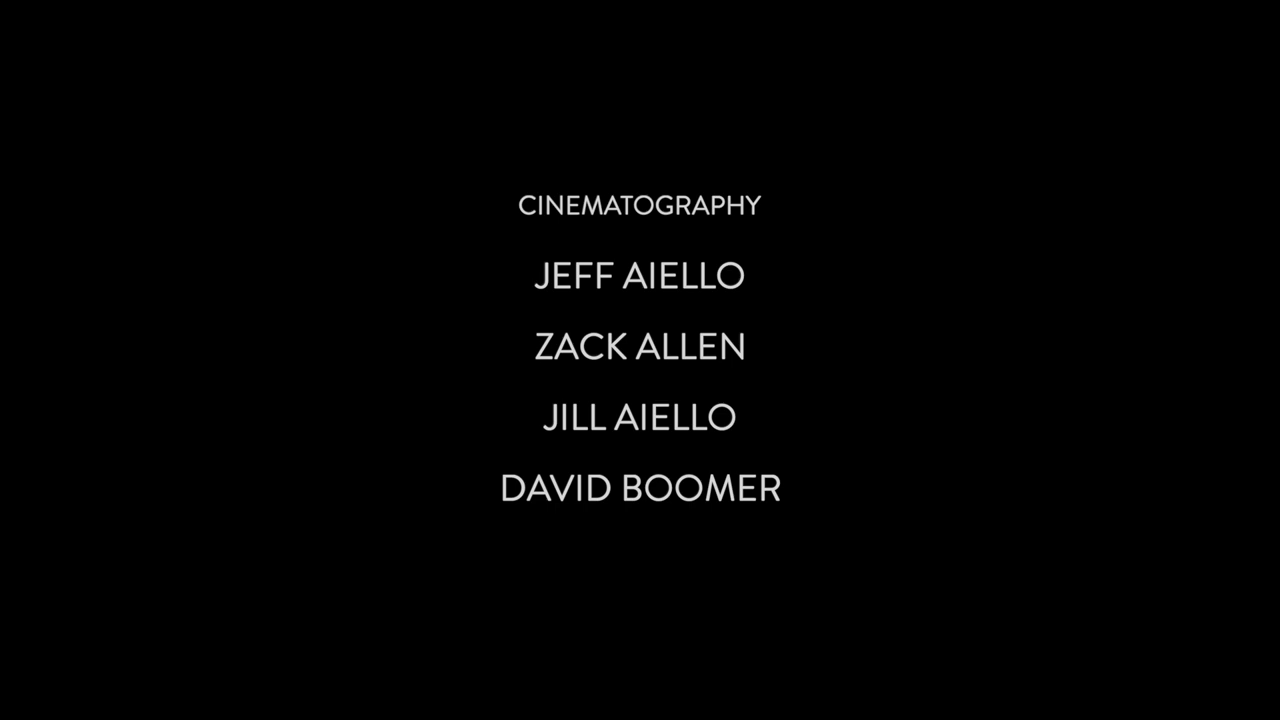 CINEMATOGRAPHY
JEFF AIELLO
ZACK ALLEN
JILL AIELLO
DAVID BOOMER